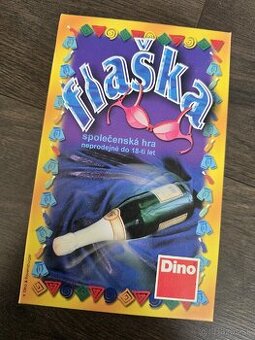 flaška
společenská hra
neprodejné do 18-ti let
Dino